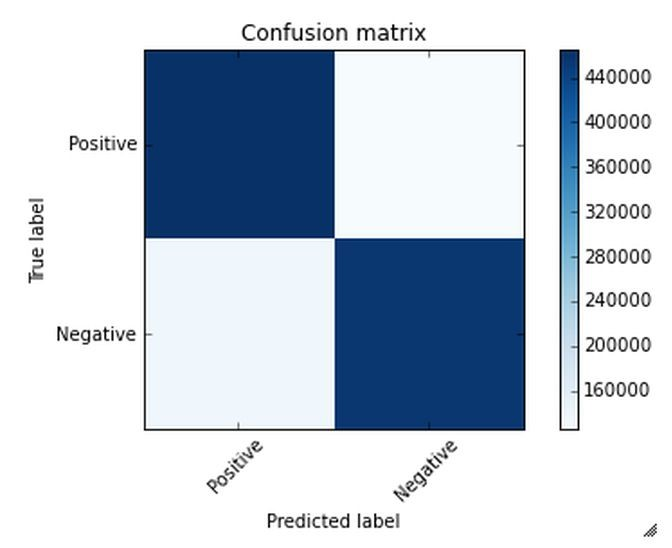 Confusion matrix
True label
Positive
Negative
Positive
Negative
Predicted label
440000
400000
360000
320000
280000
240000
200000
160000